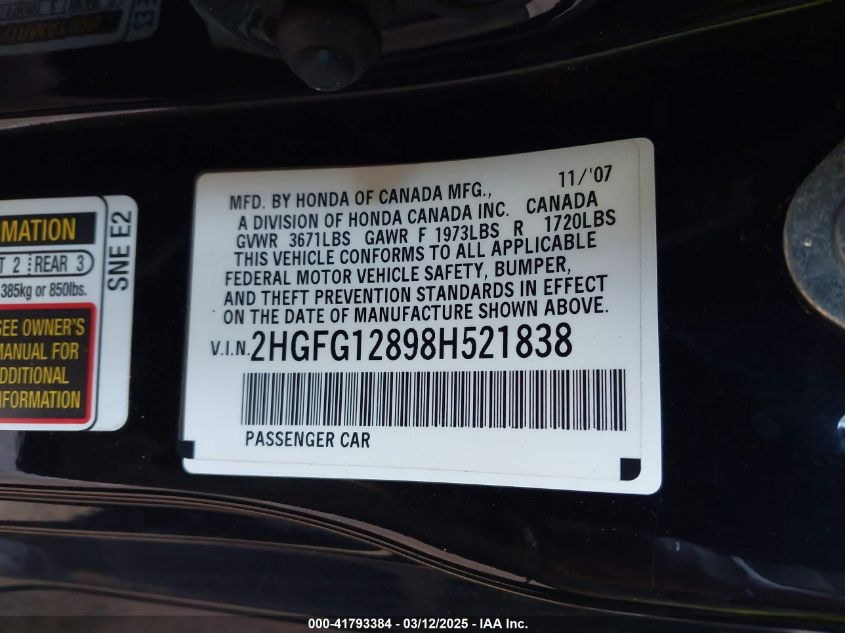 MATION
T 2 REAR 3
385kg or 850lbs.
SEE OWNER'S
MANUAL FOR
ADDITIONAL
INFORMATION
SNE E2
11/'07
MFD. BY HONDA OF CANADA MFG.,
A DIVISION OF HONDA CANADA INC. CANADA
GVWR 3671LBS GAWR F 1973LBS R 1720LBS
THIS VEHICLE CONFORMS TO ALL APPLICABLE
FEDERAL MOTOR VEHICLE SAFETY, BUMPER,
AND THEFT PREVENTION STANDARDS IN EFFECT
ON THE DATE OF MANUFACTURE SHOWN ABOVE.
V.I.N. 2HGFG12898H521838
PASSENGER CAR
000-41793384 - 03/12/2025 - IAA Inc.